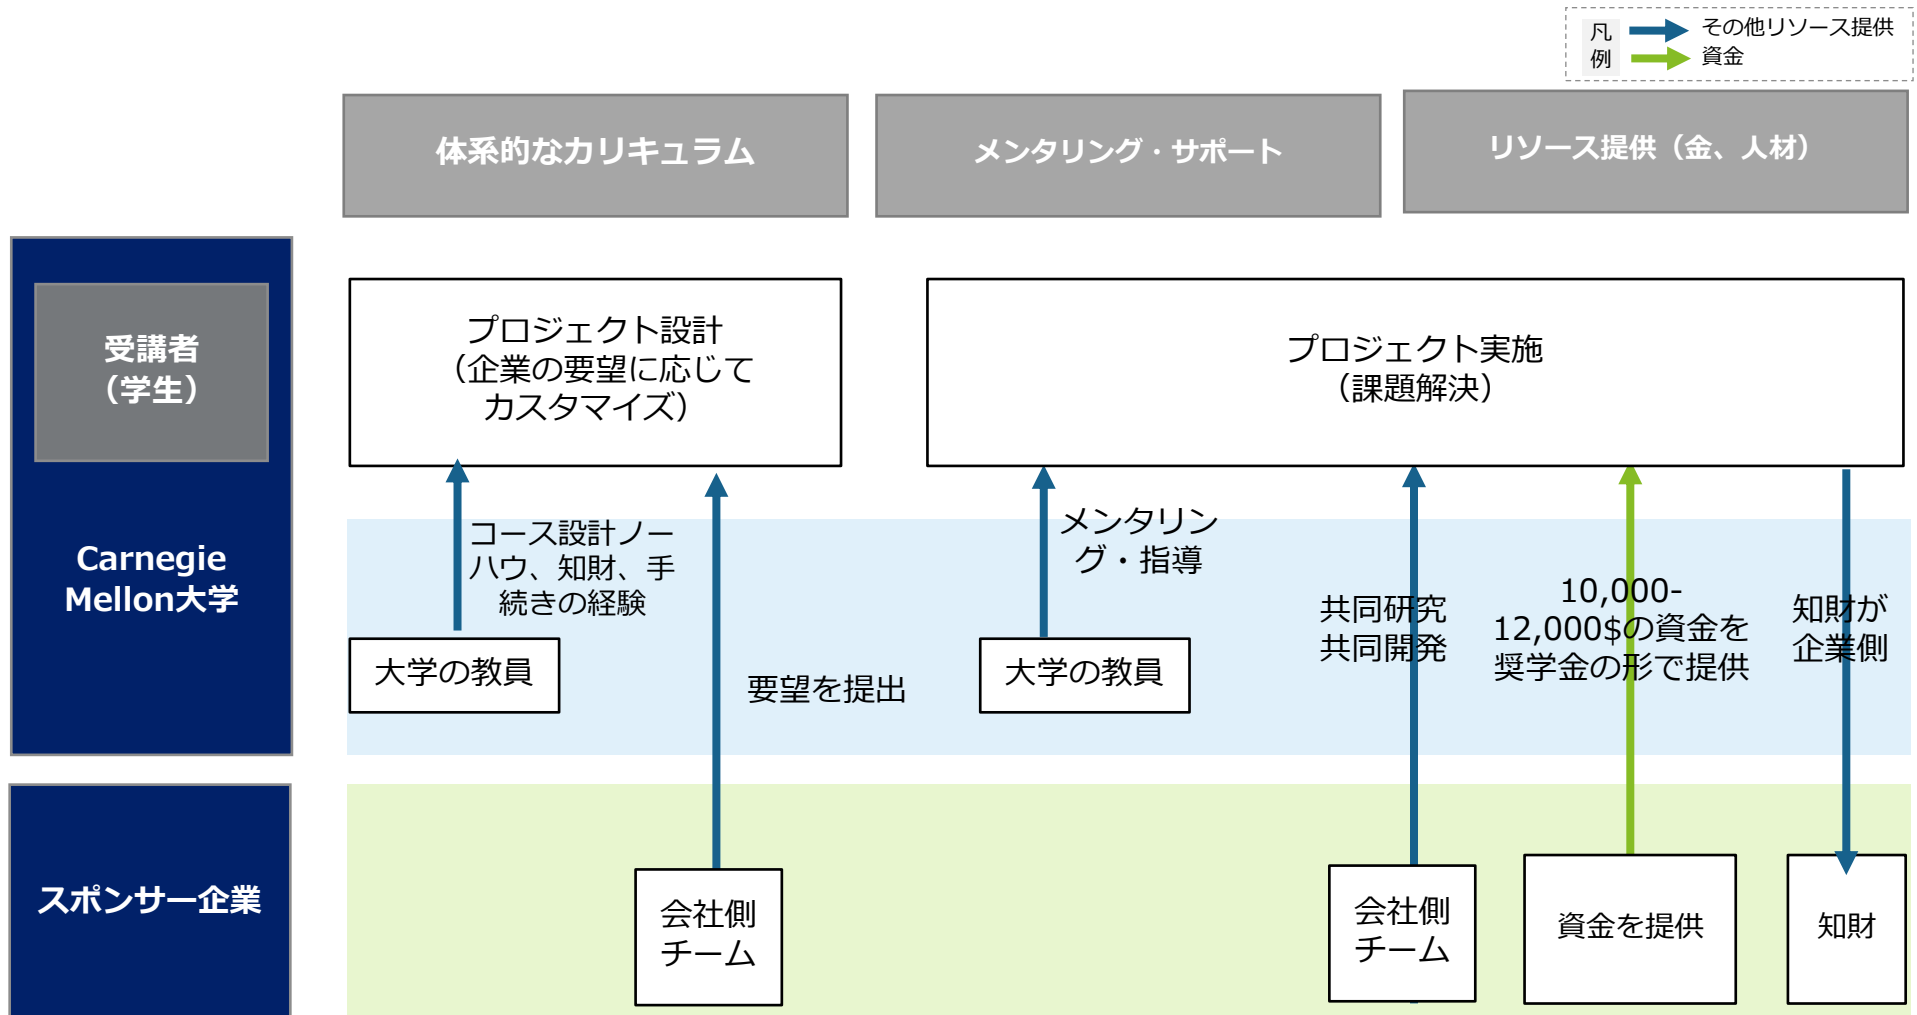 凡
例
その他リソース提供
資金
体系的なカリキュラム
メンタリング・サポート
リソース提供（金、人材）
受講者
（学生）
プロジェクト設計
（企業の要望に応じて
カスタマイズ）
プロジェクト実施
（課題解決）
Carnegie
Mellon大学
コース設計ノー
ハウ、知財、手
続きの経験
メンタリン
グ・指導
大学の教員
要望を提出
大学の教員
共同研究
共同開発
10,000-
12,000$の資金を
奨学金の形で提供
知財が
企業側
スポンサー企業
会社側
チーム
会社側
チーム
資金を提供
知財